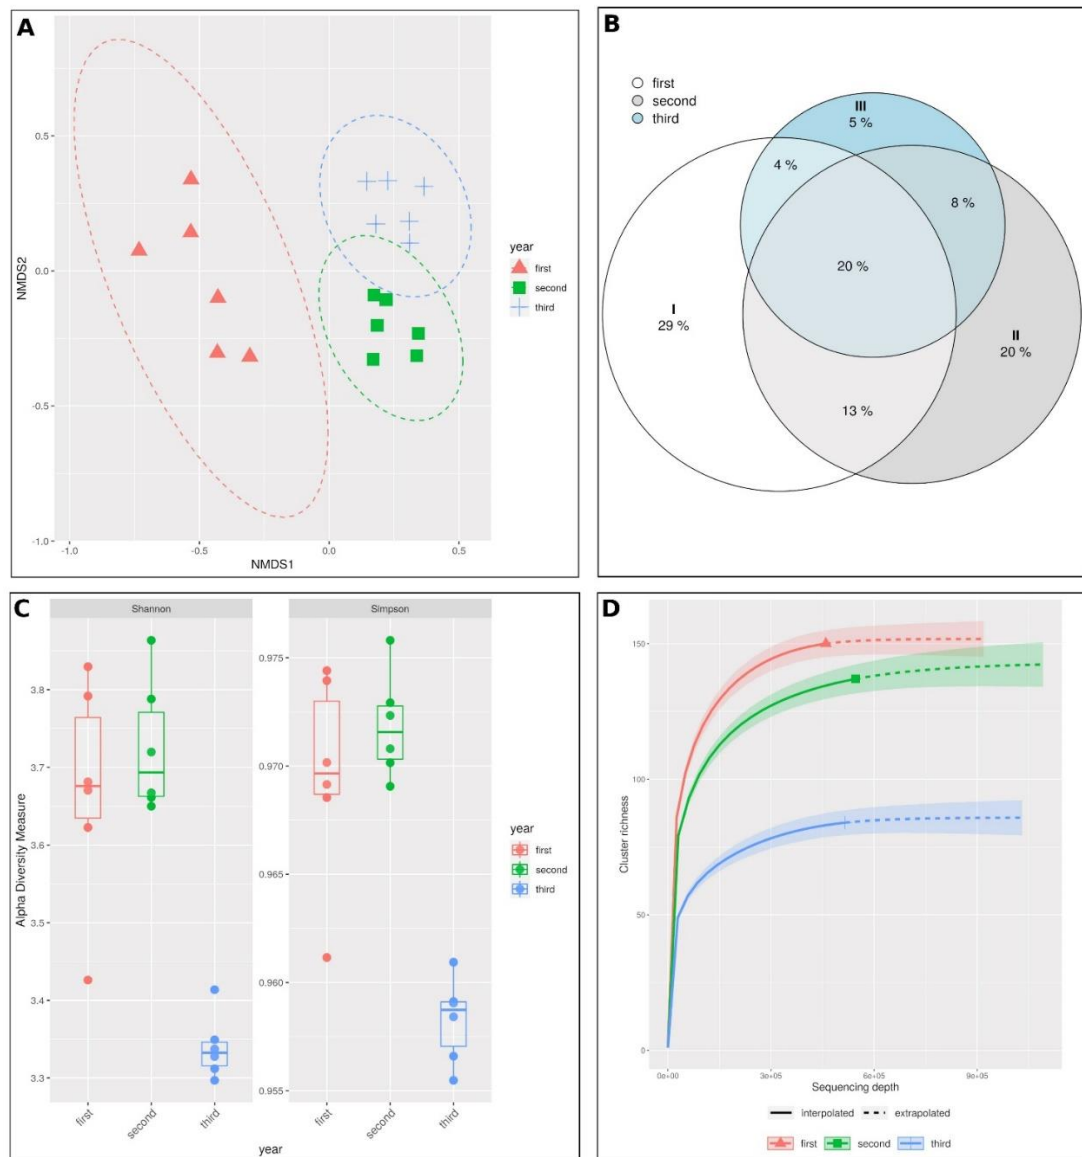 A
NMDS2
0.5
0.0
-0.5
-1.0
-1.0
-0.5
0.0
0.5
NMDS1
year
first
second
third
B
first
second
third
III
5 %
4 %
8 %
20 %
I
29 %
II
20 %
13 %
C
Shannon
Simpson
Alpha Diversity Measure
3.8
3.7
3.6
3.5
3.4
3.3
0.975
0.970
0.965
0.960
0.955
first
second
third
first
second
third
year
year
first
second
third
D
Cluster richness
150
100
50
0
0e+00
3e+05
6e+05
9e+05
Sequencing depth
interpolated
extrapolated
first
second
third